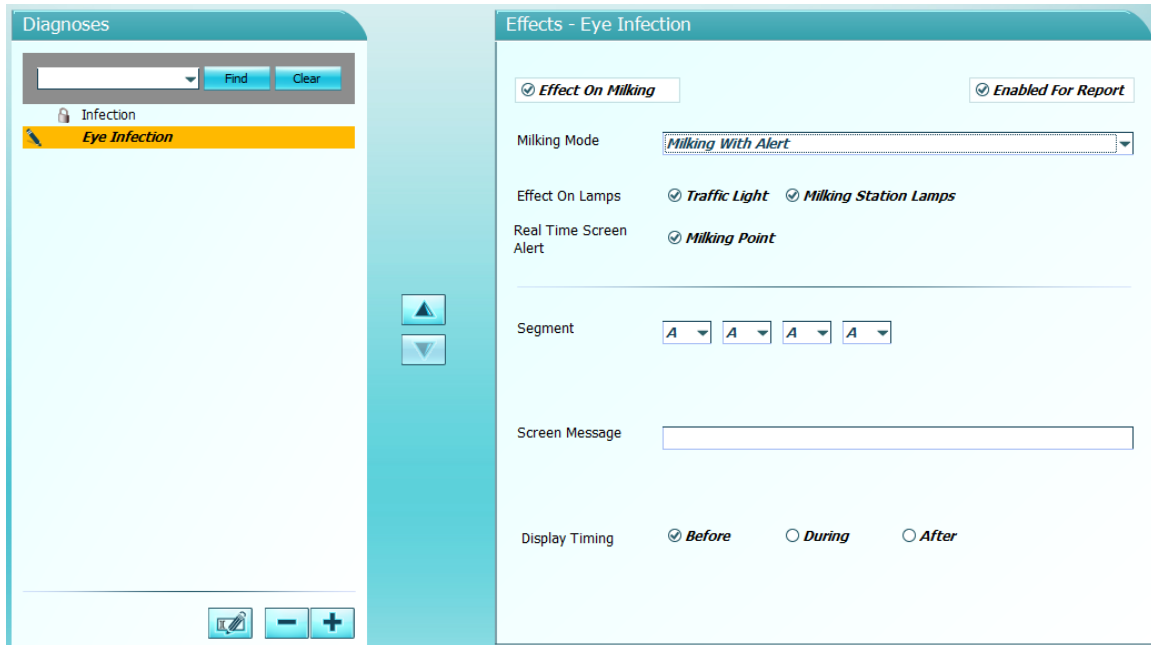 Diagnoses
Find Clear
Infection
Eye Infection
Effects - Eye Infection
Effect On Milking Enabled For Report
Milking Mode Milking With Alert
Effect On Lamps Traffic Light Milking Station Lamps
Real Time Screen
Alert Milking Point
Segment A A A A
Screen Message
Display Timing Before During After